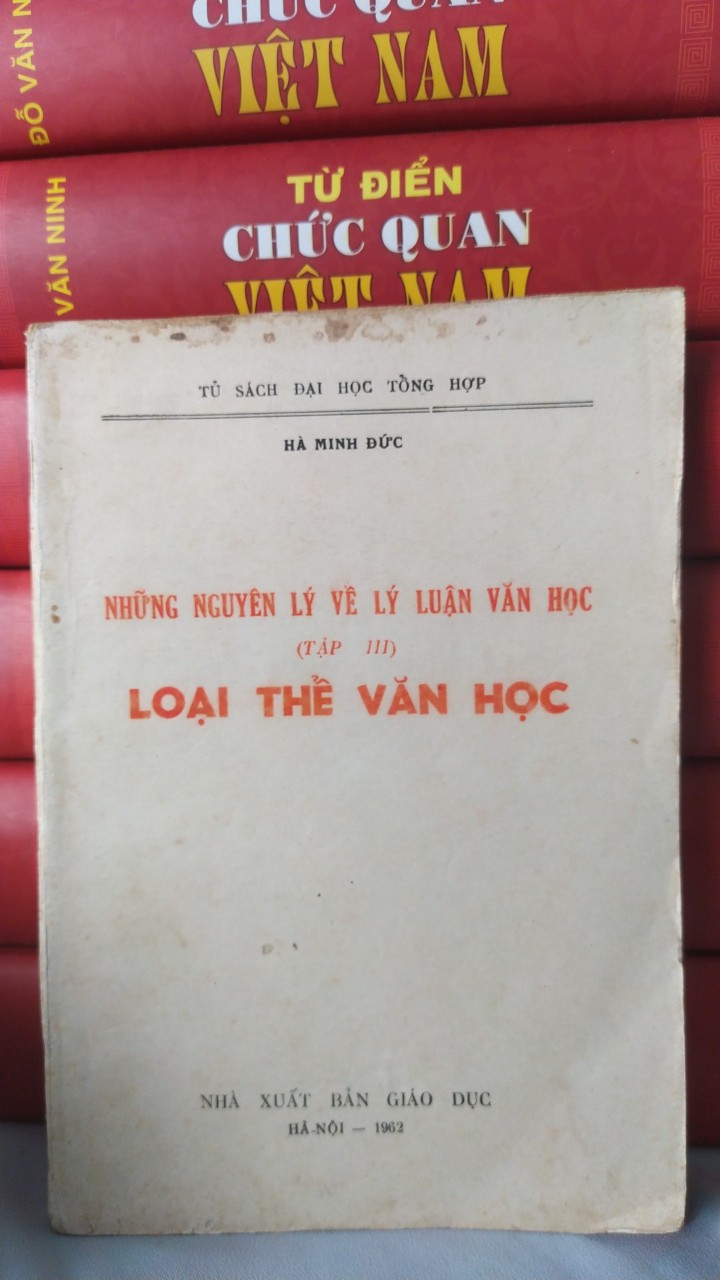 CHỨC QUAN
VIỆT NAM
ĐỖ VĂN N
TỪ ĐIỂN
CHỨC QUAN
VIỆT NAM
VĂN NINH
TỦ SÁCH ĐẠI HỌC TỔNG HỢP
HÀ MINH ĐỨC
NHỮNG NGUYÊN LÝ VỀ LÝ LUẬN VĂN HỌC
(TẬP III)
LOẠI THỂ VĂN HỌC
NHÀ XUẤT BẢN GIÁO DỤC
HÀ-NỘI — 1962